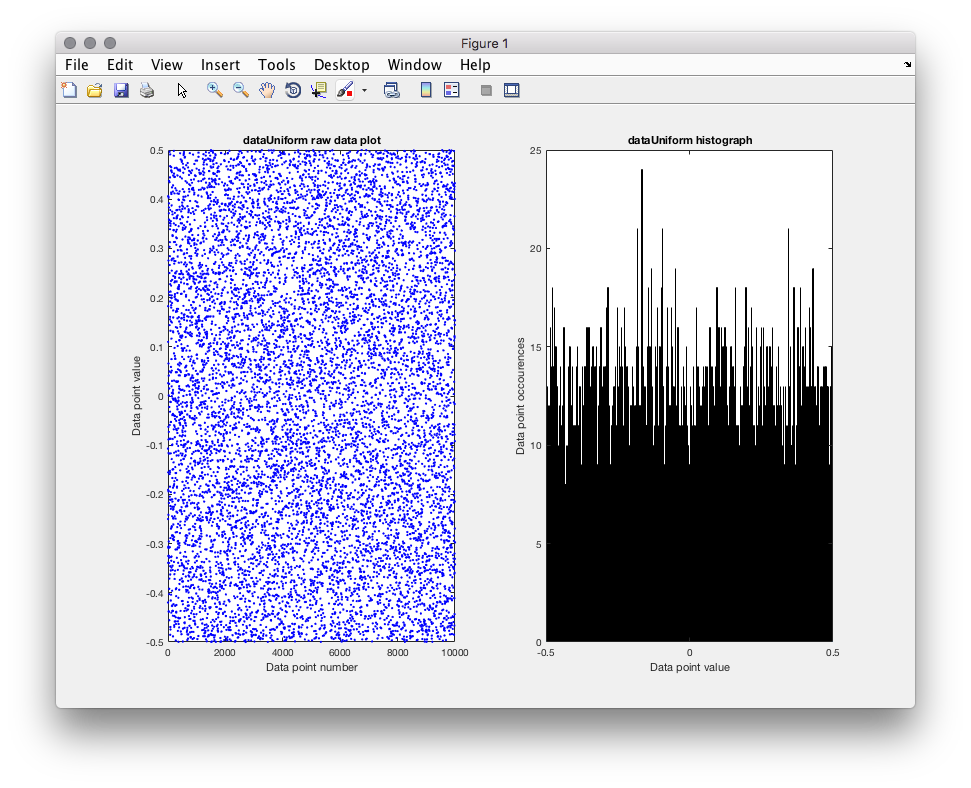 Figure 1
File Edit View Insert Tools Desktop Window Help
dataUniform raw data plot
0.5
0.4
0.3
0.2
0.1
0
-0.1
-0.2
-0.3
-0.4
-0.5
0 2000 4000 6000 8000 10000
Data point number
Data point value
dataUniform histograph
25
20
15
10
5
0
-0.5 0 0.5
Data point value
Data point occourences